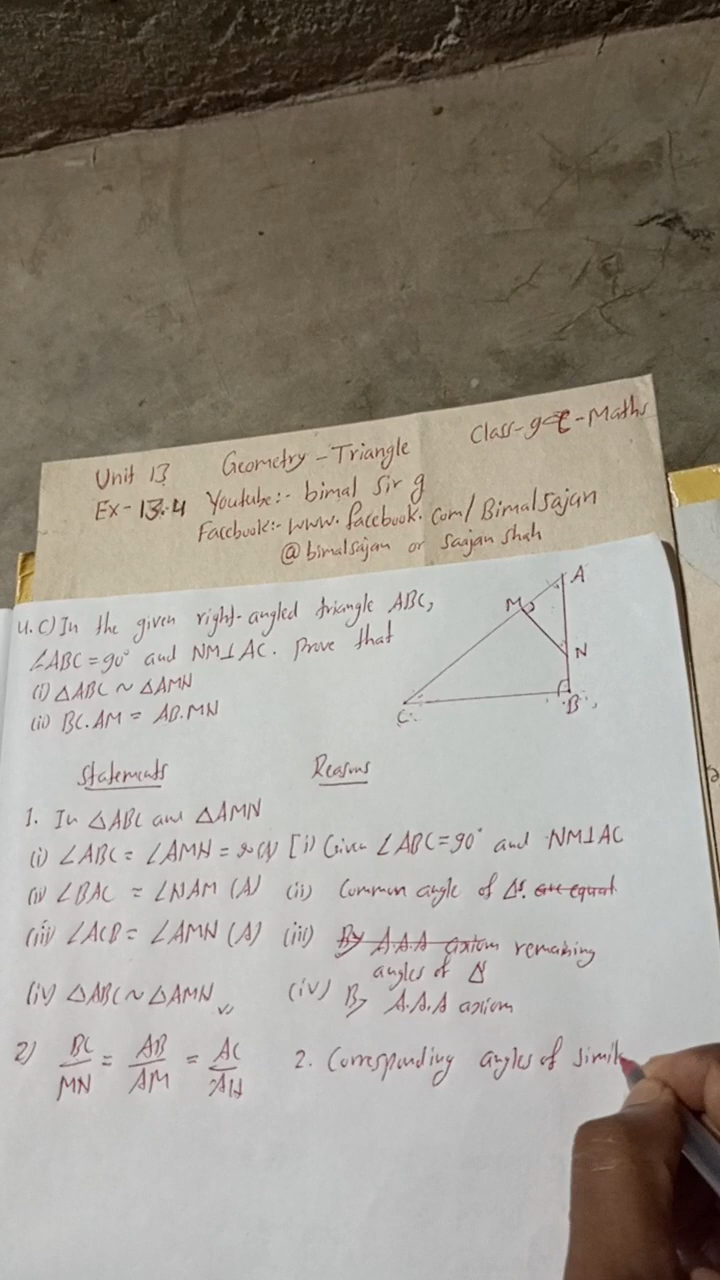 Unit 13 Geometry - Triangle Class-9 - Maths
Ex- 13.4 Youtube:- bimal sir g
Facebook:- www.facebook.com/Bimalsajan
@bimalsajan or Saajan Shah
4.c) In the given right-angled triangle ABC,
∠ABC = 90° and NM⊥AC. Prove that
(i) △ABC ~ △AMN
(ii) BC.AM = AB.MN
A
M
N
C
B
Statements Reasons
1. In △ABC and △AMN
(i) ∠ABC = ∠AMN = 90 (A) [i) Given ∠ABC = 90° and NM⊥AC
(ii) ∠BAC = ∠NAM (A) (ii) Common angle of △s. are equal
(iii) ∠ACB = ∠AMN (A) (iii) By A.A.A axiom remaining
angles of △s
(iv) △ABC ~ △AMN (iv) By A.A.A axiom
2) BC/MN = AB/AM = AC/AN 2. Corresponding angles of simil